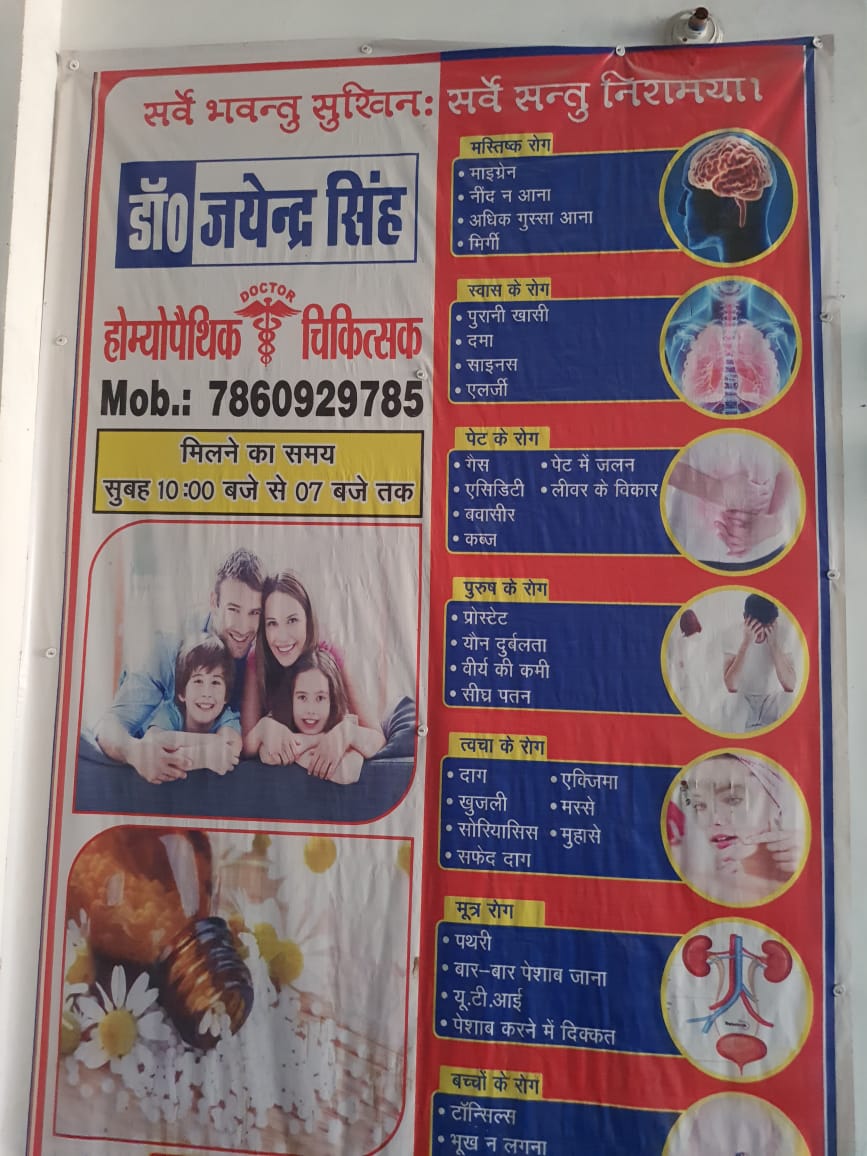 सर्वे भवन्तु सुखिनः सर्वे सन्तु निरामया।
डॉ0 जयेन्द्र सिंह
DOCTOR
होम्योपैथिक चिकित्सक
Mob.: 7860929785
मिलने का समय
सुबह 10:00 बजे से 07 बजे तक
मस्तिष्क रोग
• माइग्रेन
• नींद न आना
• अधिक गुस्सा आना
• मिर्गी
स्वास के रोग
• पुरानी खासी
• दमा
• साइनस
• एलर्जी
पेट के रोग
• गैस • पेट में जलन
• एसिडिटी • लीवर के विकार
• बवासीर
• कब्ज
पुरुष के रोग
• प्रोस्टेट
• यौन दुर्बलता
• वीर्य की कमी
• सीघ्र पतन
त्वचा के रोग
• दाग • एक्जिमा
• खुजली • मस्से
• सोरियासिस • मुहासे
• सफेद दाग
मूत्र रोग
• पथरी
• बार-बार पेशाब जाना
• यू.टी.आई
• पेशाब करने में दिक्कत
बच्चों के रोग
• टॉन्सिल्स
• भूख न लगना